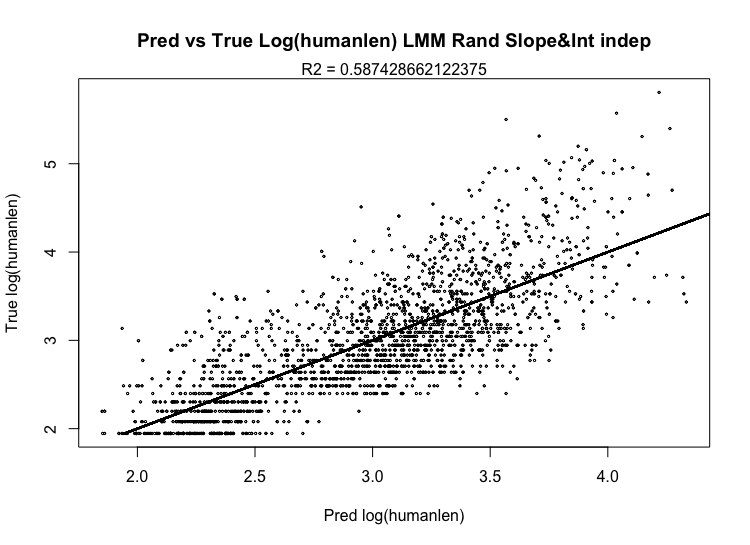 Pred vs True Log(humanlen) LMM Rand Slope&Int indep
R2 = 0.587428662122375
True log(humanlen)
5
4
3
2
2.0 2.5 3.0 3.5 4.0
Pred log(humanlen)